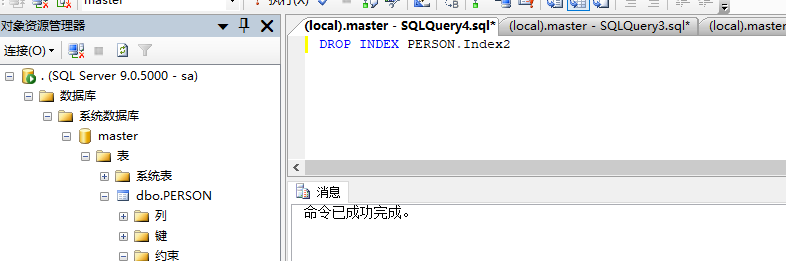 master
执行(X)
对象资源管理器
连接(O)
. (SQL Server 9.0.5000 - sa)
数据库
系统数据库
master
表
系统表
dbo.PERSON
列
键
约束
(local).master - SQLQuery4.sql*
(local).master - SQLQuery3.sql*
(local).master
DROP INDEX PERSON.Index2
消息
命令已成功完成。